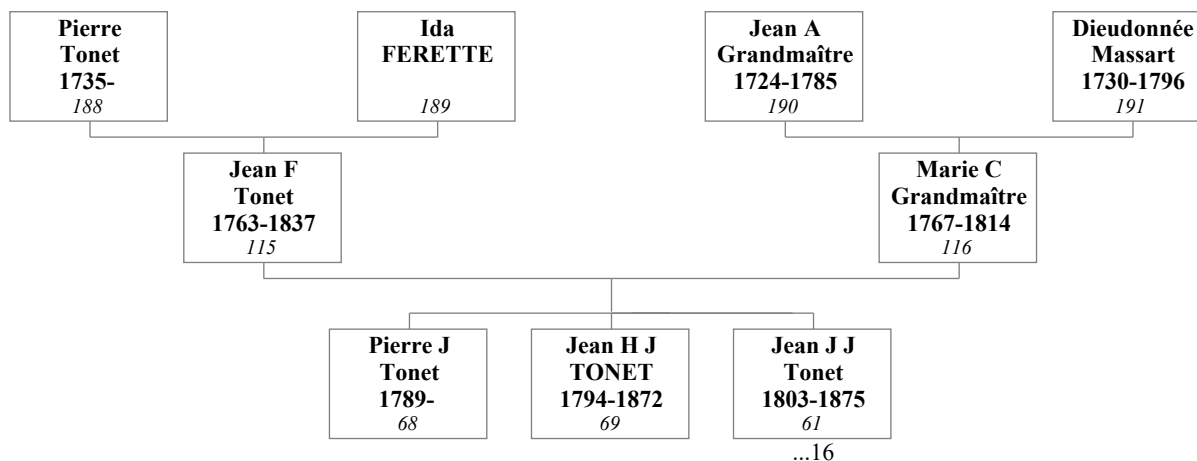 Pierre
Tonet
1735-
188
Ida
FERETTE
189
Jean A
Grandmaître
1724-1785
190
Dieudonnée
Massart
1730-1796
191
Jean F
Tonet
1763-1837
115
Marie C
Grandmaître
1767-1814
116
Pierre J
Tonet
1789-
68
Jean H J
TONET
1794-1872
69
Jean J J
Tonet
1803-1875
61
...16